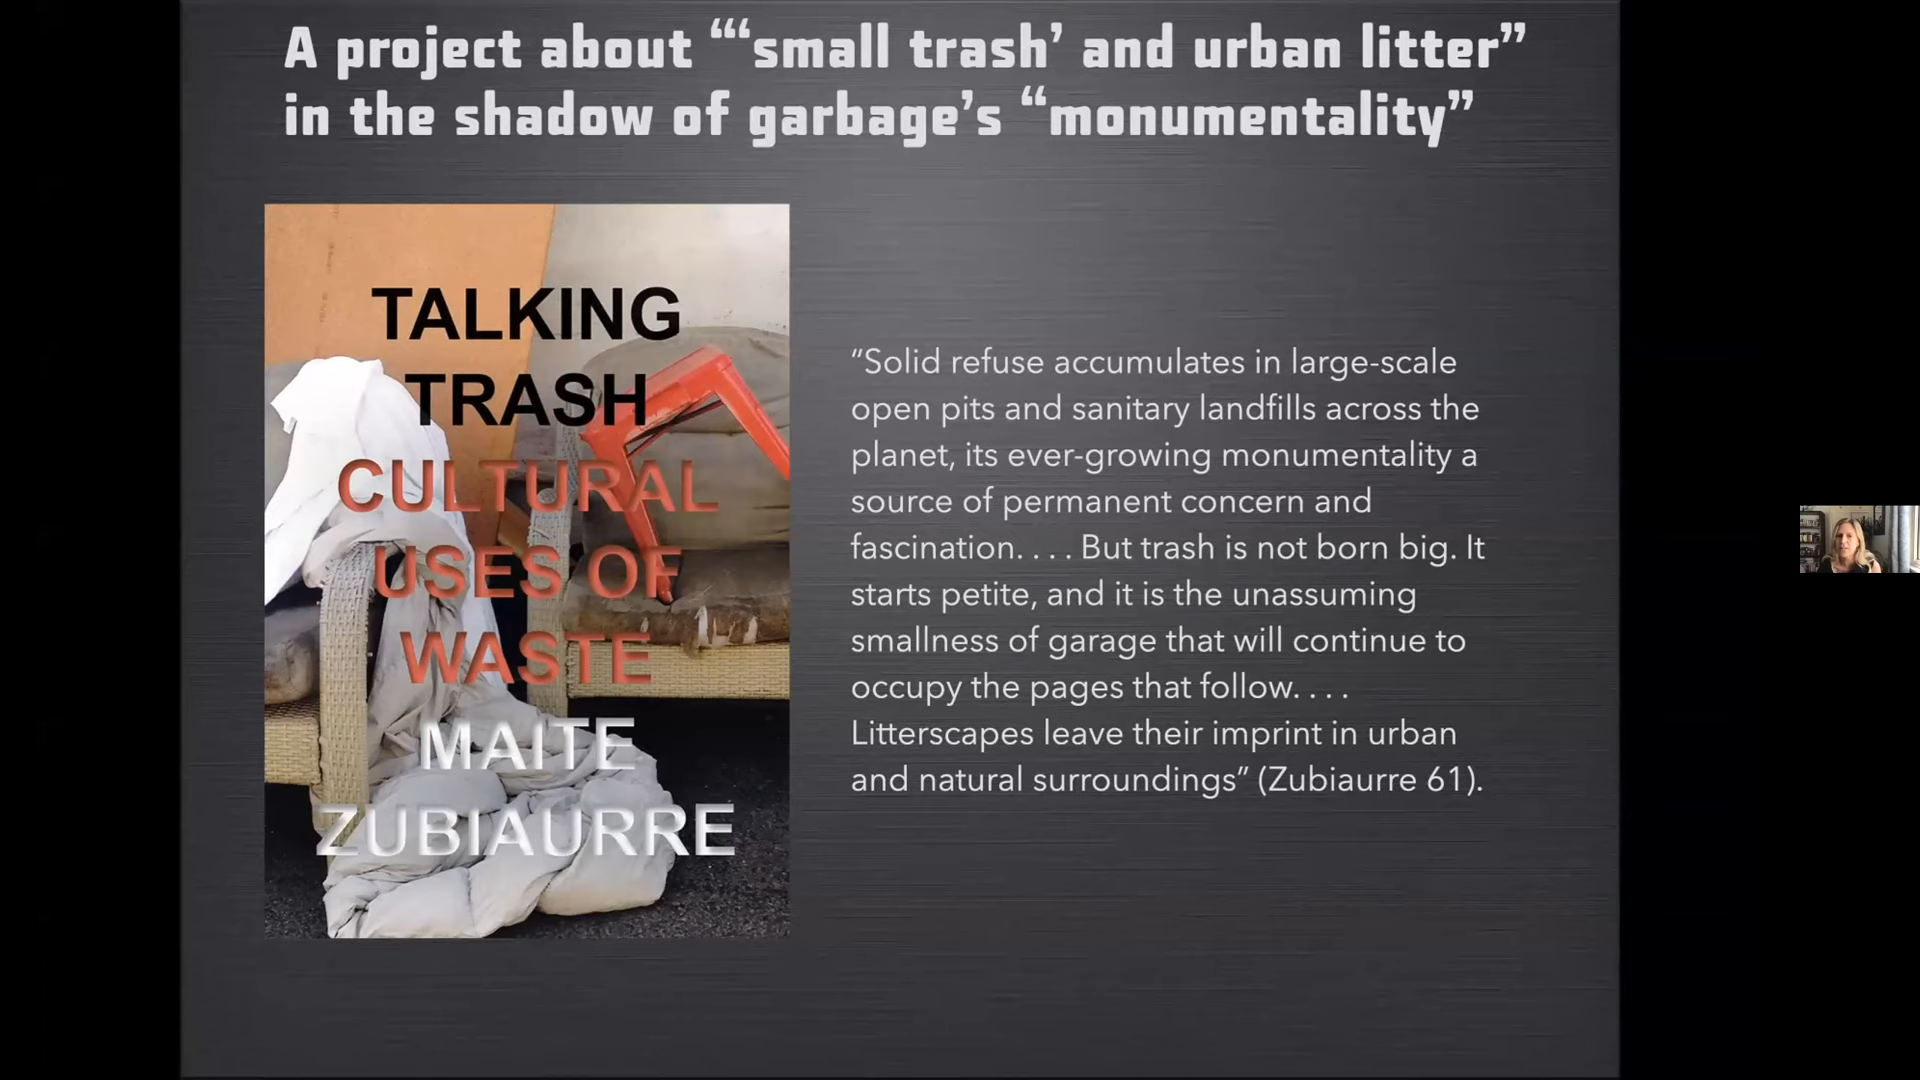 A project about “‘small trash’ and urban litter”
in the shadow of garbage’s “monumentality”
TALKING
TRASH
CULTURAL
USES OF
WASTE
MAITE
ZUBIAURRE
“Solid refuse accumulates in large-scale
open pits and sanitary landfills across the
planet, its ever-growing monumentality a
source of permanent concern and
fascination. . . . But trash is not born big. It
starts petite, and it is the unassuming
smallness of garage that will continue to
occupy the pages that follow. . . .
Litterscapes leave their imprint in urban
and natural surroundings” (Zubiaurre 61).